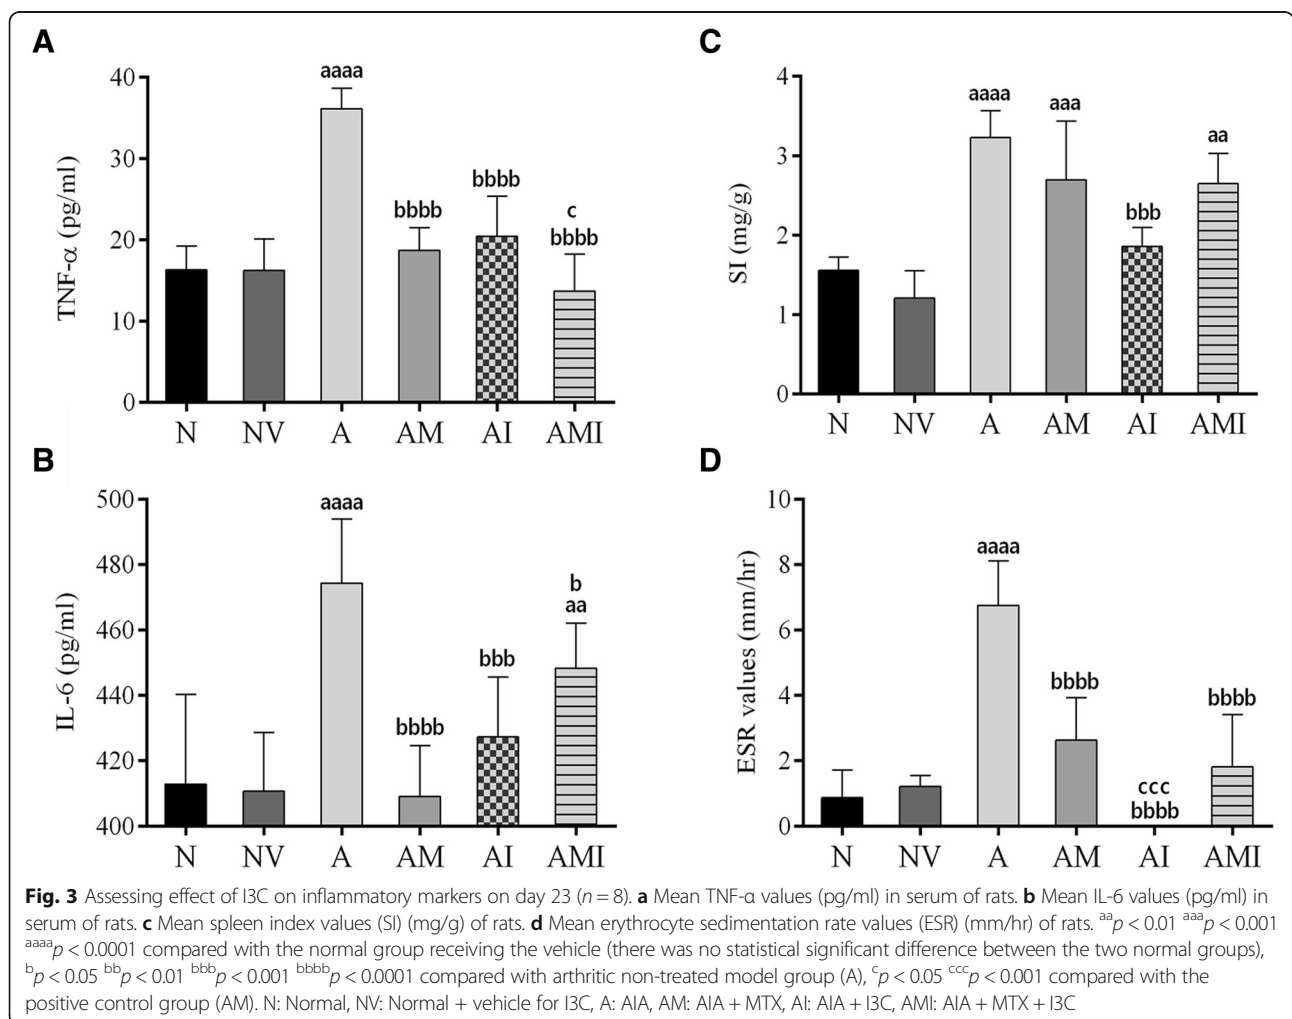 A
TNF-α (pg/ml)
40
30
20
10
0
aaaa
bbbb
bbbb
c
bbbb
N NV A AM AI AMI
C
SI (mg/g)
4
3
2
1
0
aaaa
aaa
bbb
aa
N NV A AM AI AMI
B
IL-6 (pg/ml)
500
480
460
440
420
400
aaaa
bbbb
bbb
b
aa
N NV A AM AI AMI
D
ESR values (mm/hr)
10
8
6
4
2
0
aaaa
bbbb
ccc
bbbb
bbbb
N NV A AM AI AMI
Fig. 3 Assessing effect of I3C on inflammatory markers on day 23 (n = 8). a Mean TNF-α values (pg/ml) in serum of rats. b Mean IL-6 values (pg/ml) in
serum of rats. c Mean spleen index values (SI) (mg/g) of rats. d Mean erythrocyte sedimentation rate values (ESR) (mm/hr) of rats. aap < 0.01 aaap < 0.001
aaaap < 0.0001 compared with the normal group receiving the vehicle (there was no statistical significant difference between the two normal groups),
bp < 0.05 bbp < 0.01 bbbp < 0.001 bbbbp < 0.0001 compared with arthritic non-treated model group (A), cp < 0.05 cccp < 0.001 compared with the
positive control group (AM). N: Normal, NV: Normal + vehicle for I3C, A: AIA, AM: AIA + MTX, AI: AIA + I3C, AMI: AIA + MTX + I3C